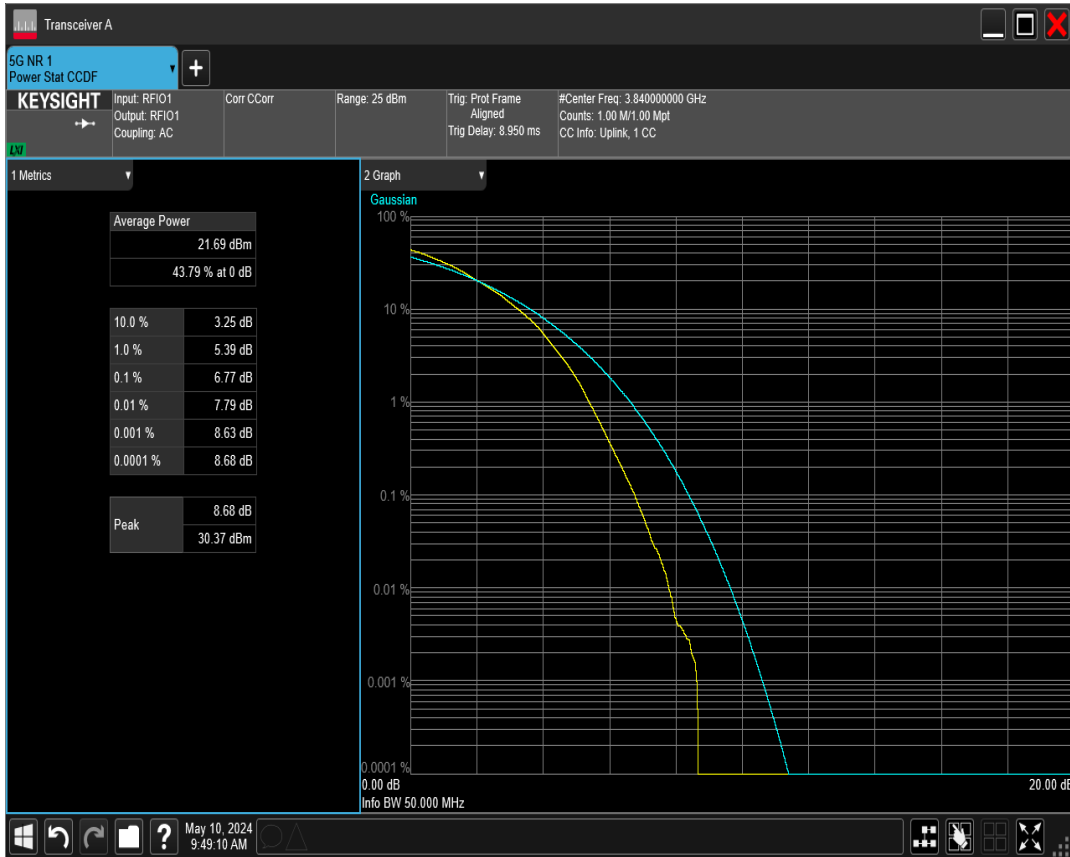 Transceiver A
5G NR 1
Power Stat CCDF
KEYSIGHT
LXI
Input: RFIO1
Output: RFIO1
Coupling: AC
Corr CCorr
Range: 25 dBm
Trig: Prot Frame
Aligned
Trig Delay: 8.950 ms
#Center Freq: 3.840000000 GHz
Counts: 1.00 M/1.00 Mpt
CC Info: Uplink, 1 CC
1 Metrics
Average Power
21.69 dBm
43.79 % at 0 dB
10.0 % 3.25 dB
1.0 % 5.39 dB
0.1 % 6.77 dB
0.01 % 7.79 dB
0.001 % 8.63 dB
0.0001 % 8.68 dB
Peak
8.68 dB
30.37 dBm
2 Graph
Gaussian
100 %
10 %
1 %
0.1 %
0.01 %
0.001 %
0.0001 %
0.00 dB 20.00 dB
Info BW 50.000 MHz
?
May 10, 2024
9:49:10 AM